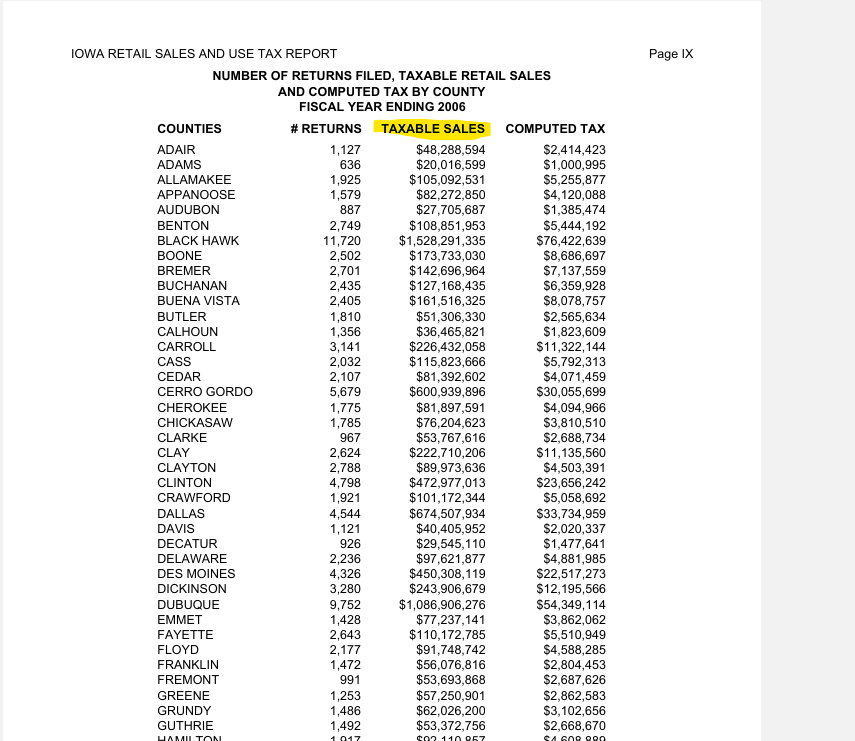 IOWA RETAIL SALES AND USE TAX REPORT Page IX
NUMBER OF RETURNS FILED, TAXABLE RETAIL SALES
AND COMPUTED TAX BY COUNTY
FISCAL YEAR ENDING 2006
COUNTIES # RETURNS TAXABLE SALES COMPUTED TAX
ADAIR 1,127 $48,288,594 $2,414,423
ADAMS 636 $20,016,599 $1,000,995
ALLAMAKEE 1,925 $105,092,531 $5,255,877
APPANOOSE 1,579 $82,272,850 $4,120,088
AUDUBON 887 $27,705,687 $1,385,474
BENTON 2,749 $108,851,953 $5,444,192
BLACK HAWK 11,720 $1,528,291,335 $76,422,639
BOONE 2,502 $173,733,030 $8,686,697
BREMER 2,701 $142,696,964 $7,137,559
BUCHANAN 2,435 $127,168,435 $6,359,928
BUENA VISTA 2,405 $161,516,325 $8,078,757
BUTLER 1,810 $51,306,330 $2,565,634
CALHOUN 1,356 $36,465,821 $1,823,609
CARROLL 3,141 $226,432,058 $11,322,144
CASS 2,032 $115,823,666 $5,792,313
CEDAR 2,107 $81,392,602 $4,071,459
CERRO GORDO 5,679 $600,939,896 $30,055,699
CHEROKEE 1,775 $81,897,591 $4,094,966
CHICKASAW 1,785 $76,204,623 $3,810,510
CLARKE 967 $53,767,616 $2,688,734
CLAY 2,624 $222,710,206 $11,135,560
CLAYTON 2,788 $89,973,636 $4,503,391
CLINTON 4,798 $472,977,013 $23,656,242
CRAWFORD 1,921 $101,172,344 $5,058,692
DALLAS 4,544 $674,507,934 $33,734,959
DAVIS 1,121 $40,405,952 $2,020,337
DECATUR 926 $29,545,110 $1,477,641
DELAWARE 2,236 $97,621,877 $4,881,985
DES MOINES 4,326 $450,308,119 $22,517,273
DICKINSON 3,280 $243,906,679 $12,195,566
DUBUQUE 9,752 $1,086,906,276 $54,349,114
EMMET 1,428 $77,237,141 $3,862,062
FAYETTE 2,643 $110,172,785 $5,510,949
FLOYD 2,177 $91,748,742 $4,588,285
FRANKLIN 1,472 $56,076,816 $2,804,453
FREMONT 991 $53,693,868 $2,687,626
GREENE 1,253 $57,250,901 $2,862,583
GRUNDY 1,486 $62,026,200 $3,102,656
GUTHRIE 1,492 $53,372,756 $2,668,670
HAMILTON